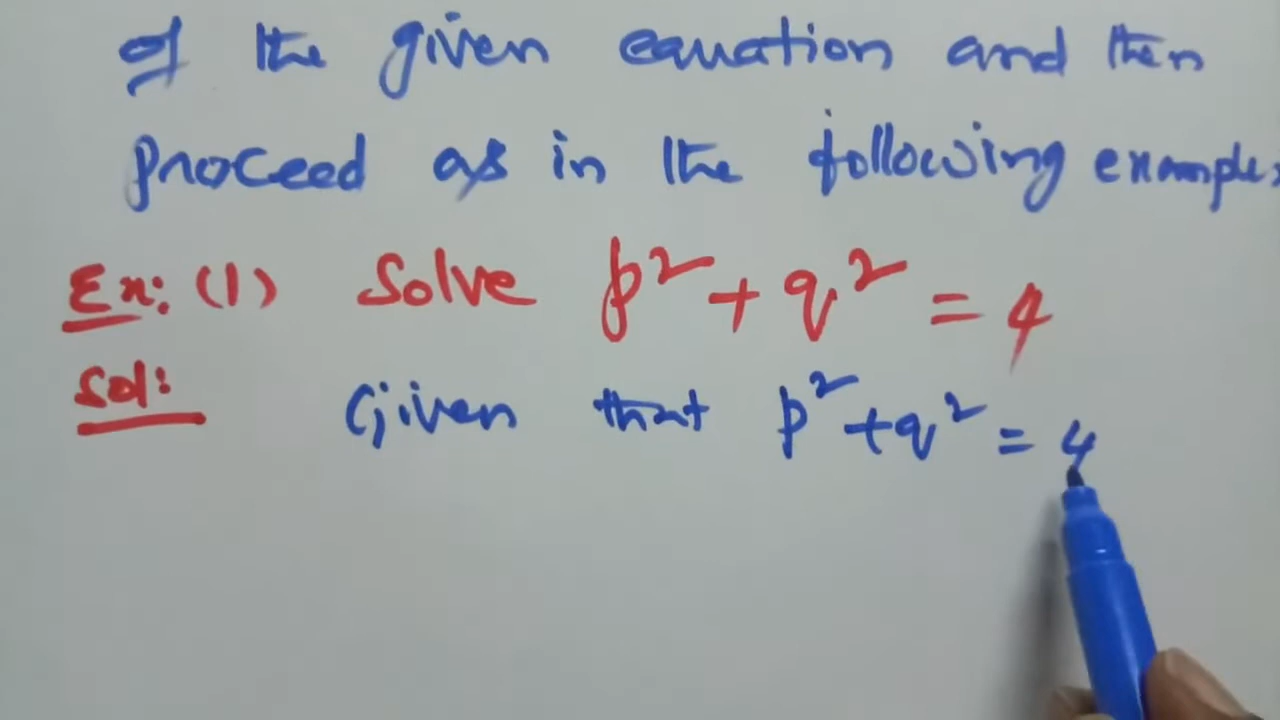 of the given equation and then
proceed as in the following examples
Ex: (1) Solve p² + q² = 4
Sol: Given that p² + q² = 4